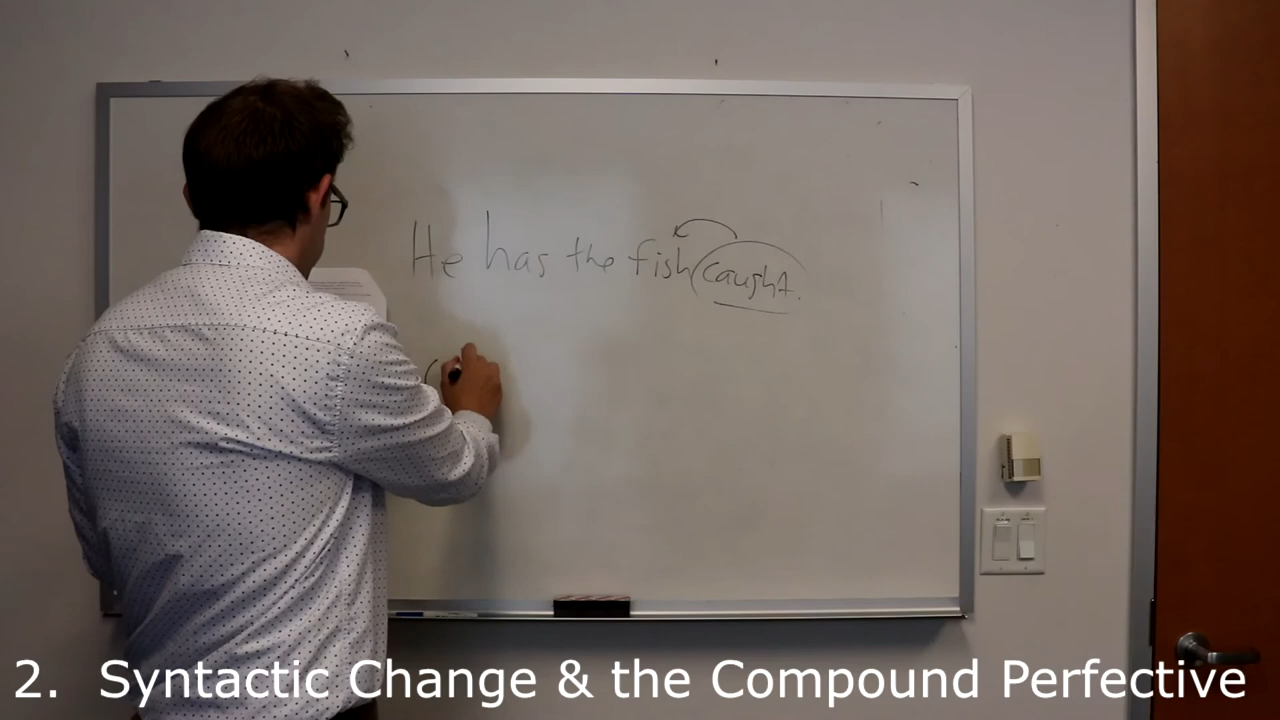 He has the fish caught.
2. Syntactic Change & the Compound Perfective